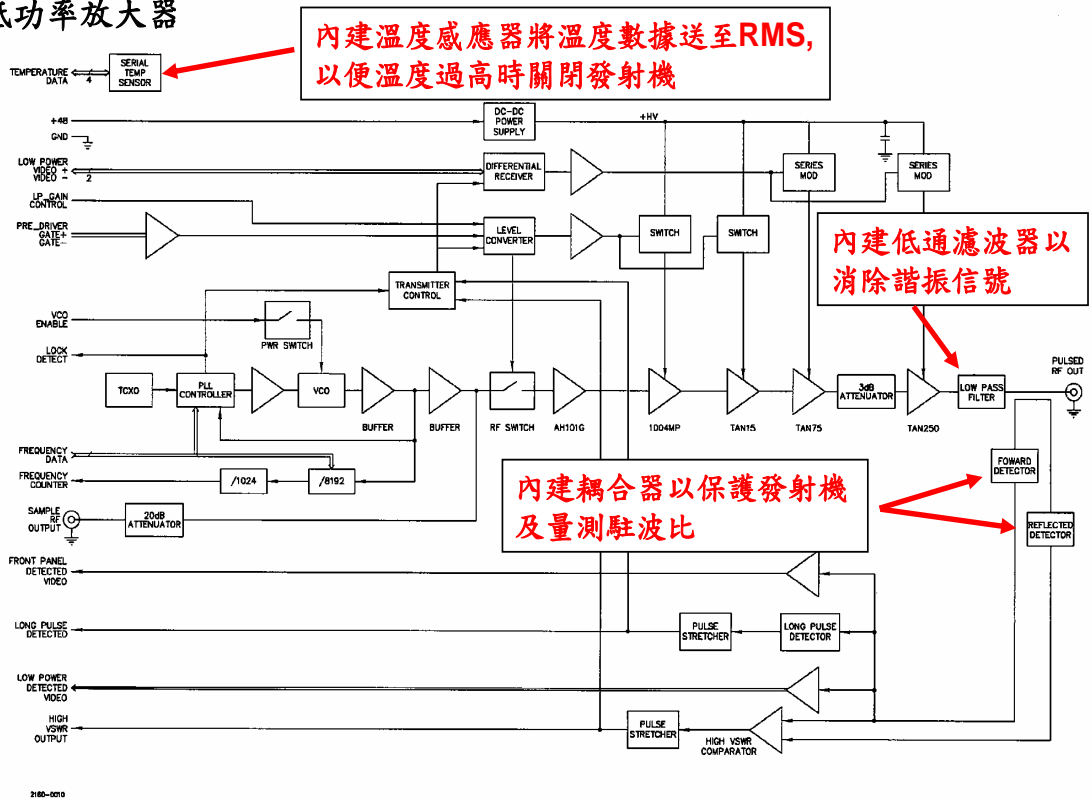 低功率放大器
內建溫度感應器將溫度數據送至RMS,
以便溫度過高時關閉發射機
TEMPERATURE
DATA
4
SERIAL
TEMP
SENSOR
+48
GND
DC-DC
POWER
SUPPLY
+HV
LOW POWER
VIDEO +
VIDEO -
2
DIFFERENTIAL
RECEIVER
SERIES
MOD
SERIES
MOD
LP_GAIN
CONTROL
PRE_DRIVER
GATE+
GATE-
LEVEL
CONVERTER
SWITCH
SWITCH
內建低通濾波器以
消除諧振信號
TRANSMITTER
CONTROL
VCO
ENABLE
PWR SWITCH
LOCK
DETECT
TCXO
PLL
CONTROLLER
VCO
BUFFER
BUFFER
RF SWITCH
AH101G
1004MP
TAN15
TAN75
3dB
ATTENUATOR
TAN250
LOW PASS
FILTER
PULSED
RF OUT
FREQUENCY
DATA
FREQUENCY
COUNTER
/1024
/8192
內建耦合器以保護發射機
及量測駐波比
FOWARD
DETECTOR
REFLECTED
DETECTOR
SAMPLE
RF
OUTPUT
20dB
ATTENUATOR
FRONT PANEL
DETECTED
VIDEO
LONG PULSE
DETECTED
PULSE
STRETCHER
LONG PULSE
DETECTOR
LOW POWER
DETECTED
VIDEO
HIGH
VSWR
OUTPUT
PULSE
STRETCHER
HIGH VSWR
COMPARATOR
2160-0010